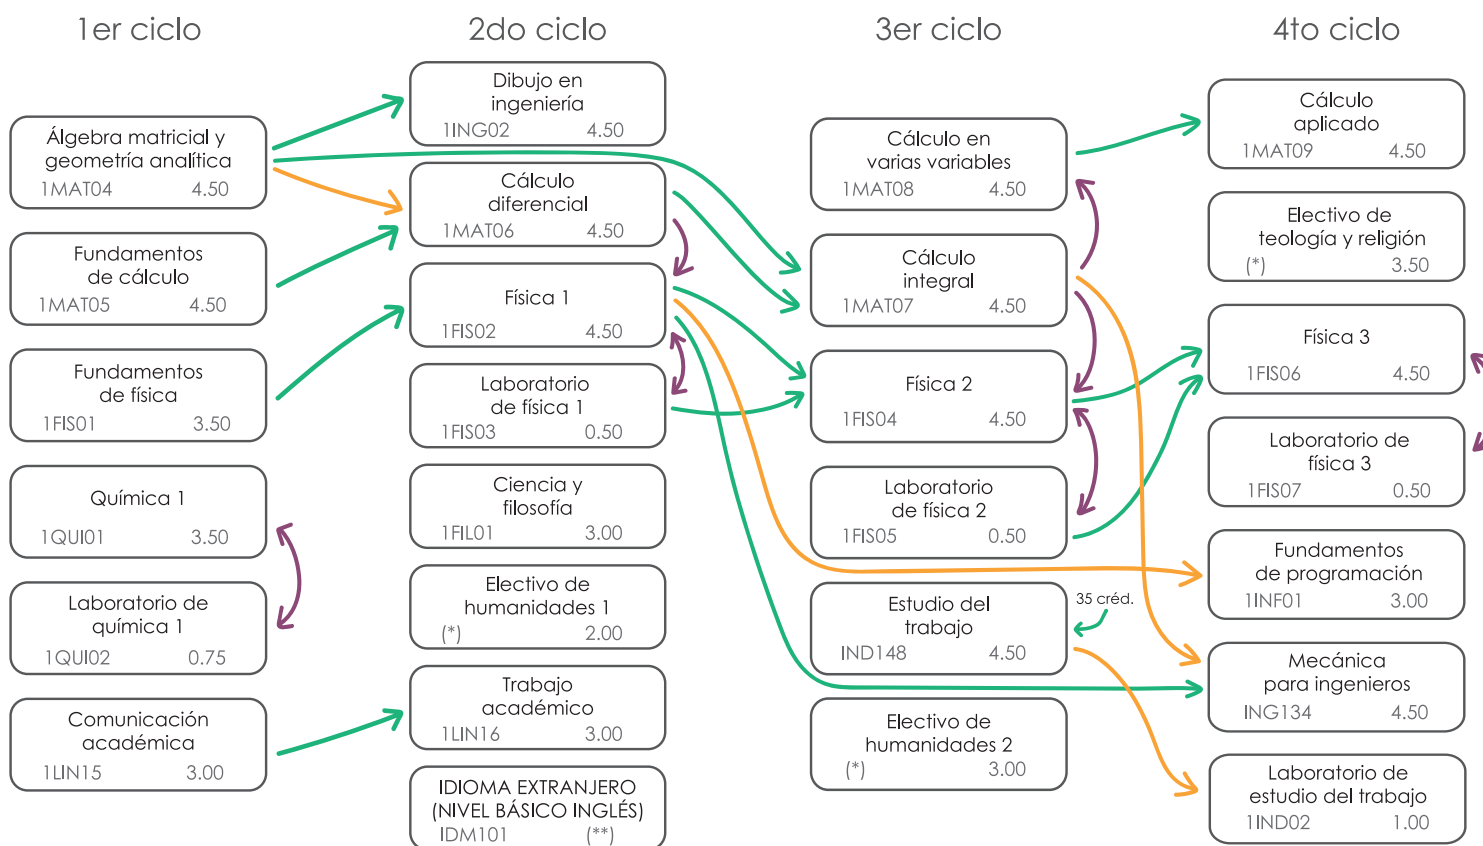 1er ciclo
Álgebra matricial y
geometría analítica
1MAT04 4.50
Fundamentos
de cálculo
1MAT05 4.50
Fundamentos
de física
1FIS01 3.50
Química 1
1QUI01 3.50
Laboratorio de
química 1
1QUI02 0.75
Comunicación
académica
1LIN15 3.00
2do ciclo
Dibujo en
ingeniería
1ING02 4.50
Cálculo
diferencial
1MAT06 4.50
Física 1
1FIS02 4.50
Laboratorio
de física 1
1FIS03 0.50
Ciencia y
filosofía
1FIL01 3.00
Electivo de
humanidades 1
(*) 2.00
Trabajo
académico
1LIN16 3.00
IDIOMA EXTRANJERO
(NIVEL BÁSICO INGLÉS)
IDM101 (**)
3er ciclo
Cálculo en
varias variables
1MAT08 4.50
Cálculo
integral
1MAT07 4.50
Física 2
1FIS04 4.50
Laboratorio
de física 2
1FIS05 0.50
Estudio del
trabajo
IND148 4.50
35 créd.
Electivo de
humanidades 2
(*) 3.00
4to ciclo
Cálculo
aplicado
1MAT09 4.50
Electivo de
teología y religión
(*) 3.50
Física 3
1FIS06 4.50
Laboratorio de
física 3
1FIS07 0.50
Fundamentos
de programación
1INF01 3.00
Mecánica
para ingenieros
ING134 4.50
Laboratorio de
estudio del trabajo
1IND02 1.00